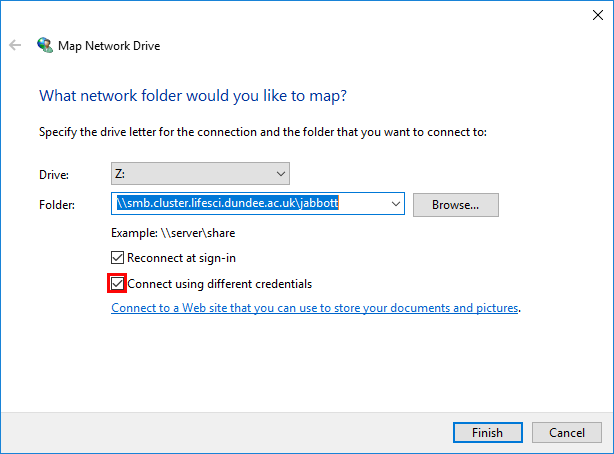 Map Network Drive
What network folder would you like to map?
Specify the drive letter for the connection and the folder that you want to connect to:
Drive: Z:
Folder: \\smb.cluster.lifesci.dundee.ac.uk\jabbott Browse...
Example: \\server\share
Reconnect at sign-in
Connect using different credentials
Connect to a Web site that you can use to store your documents and pictures.
Finish Cancel